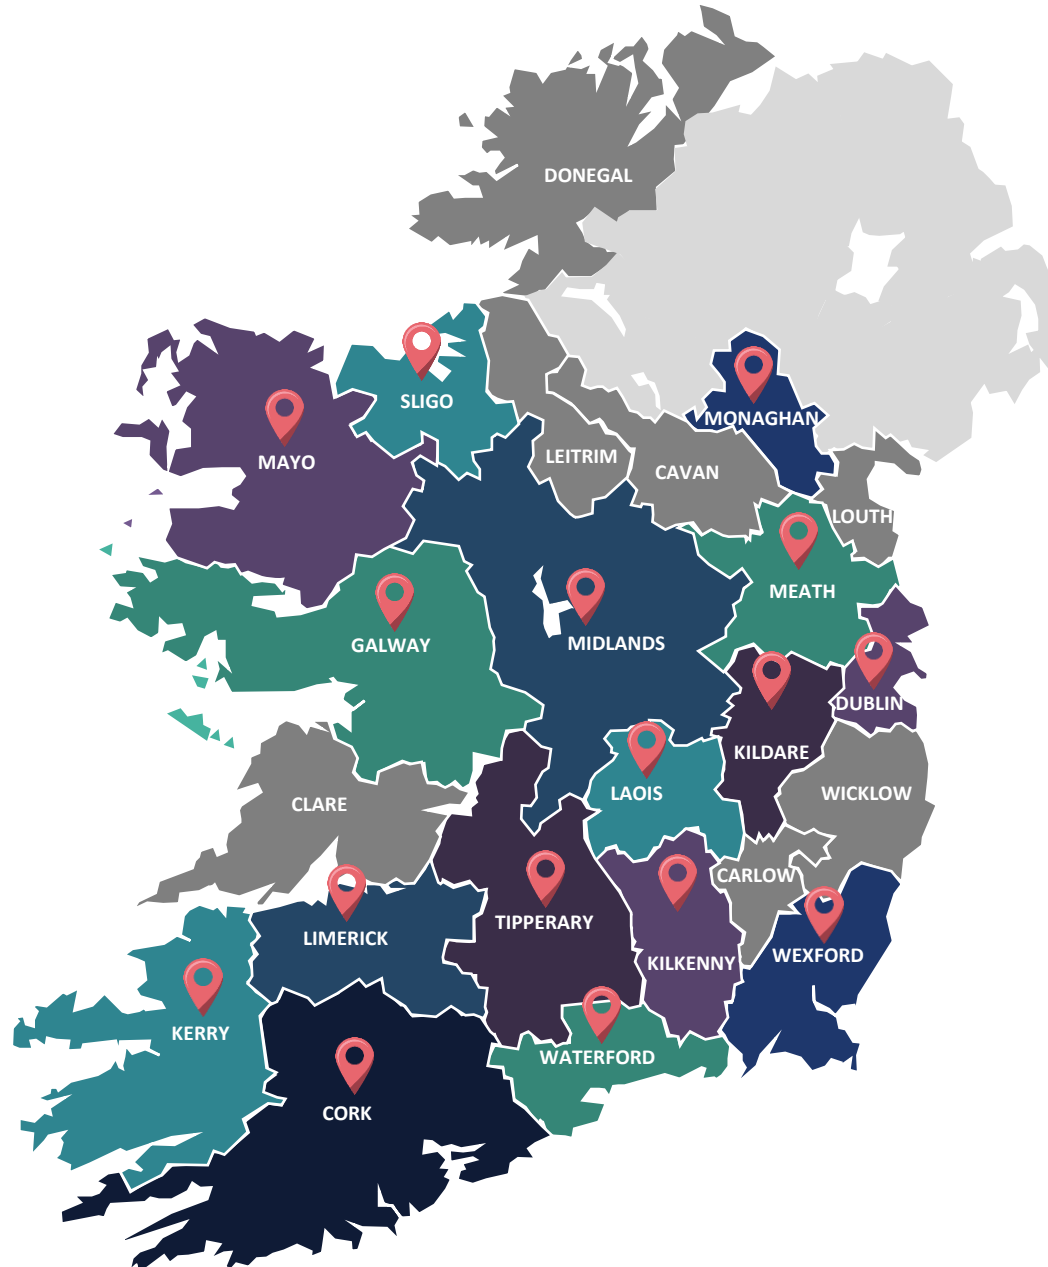 DONEGAL
SLIGO
MONAGHAN
MAYO
LEITRIM
CAVAN
LOUTH
MEATH
GALWAY
MIDLANDS
DUBLIN
KILDARE
LAOIS
WICKLOW
CLARE
CARLOW
TIPPERARY
LIMERICK
WEXFORD
KILKENNY
KERRY
WATERFORD
CORK